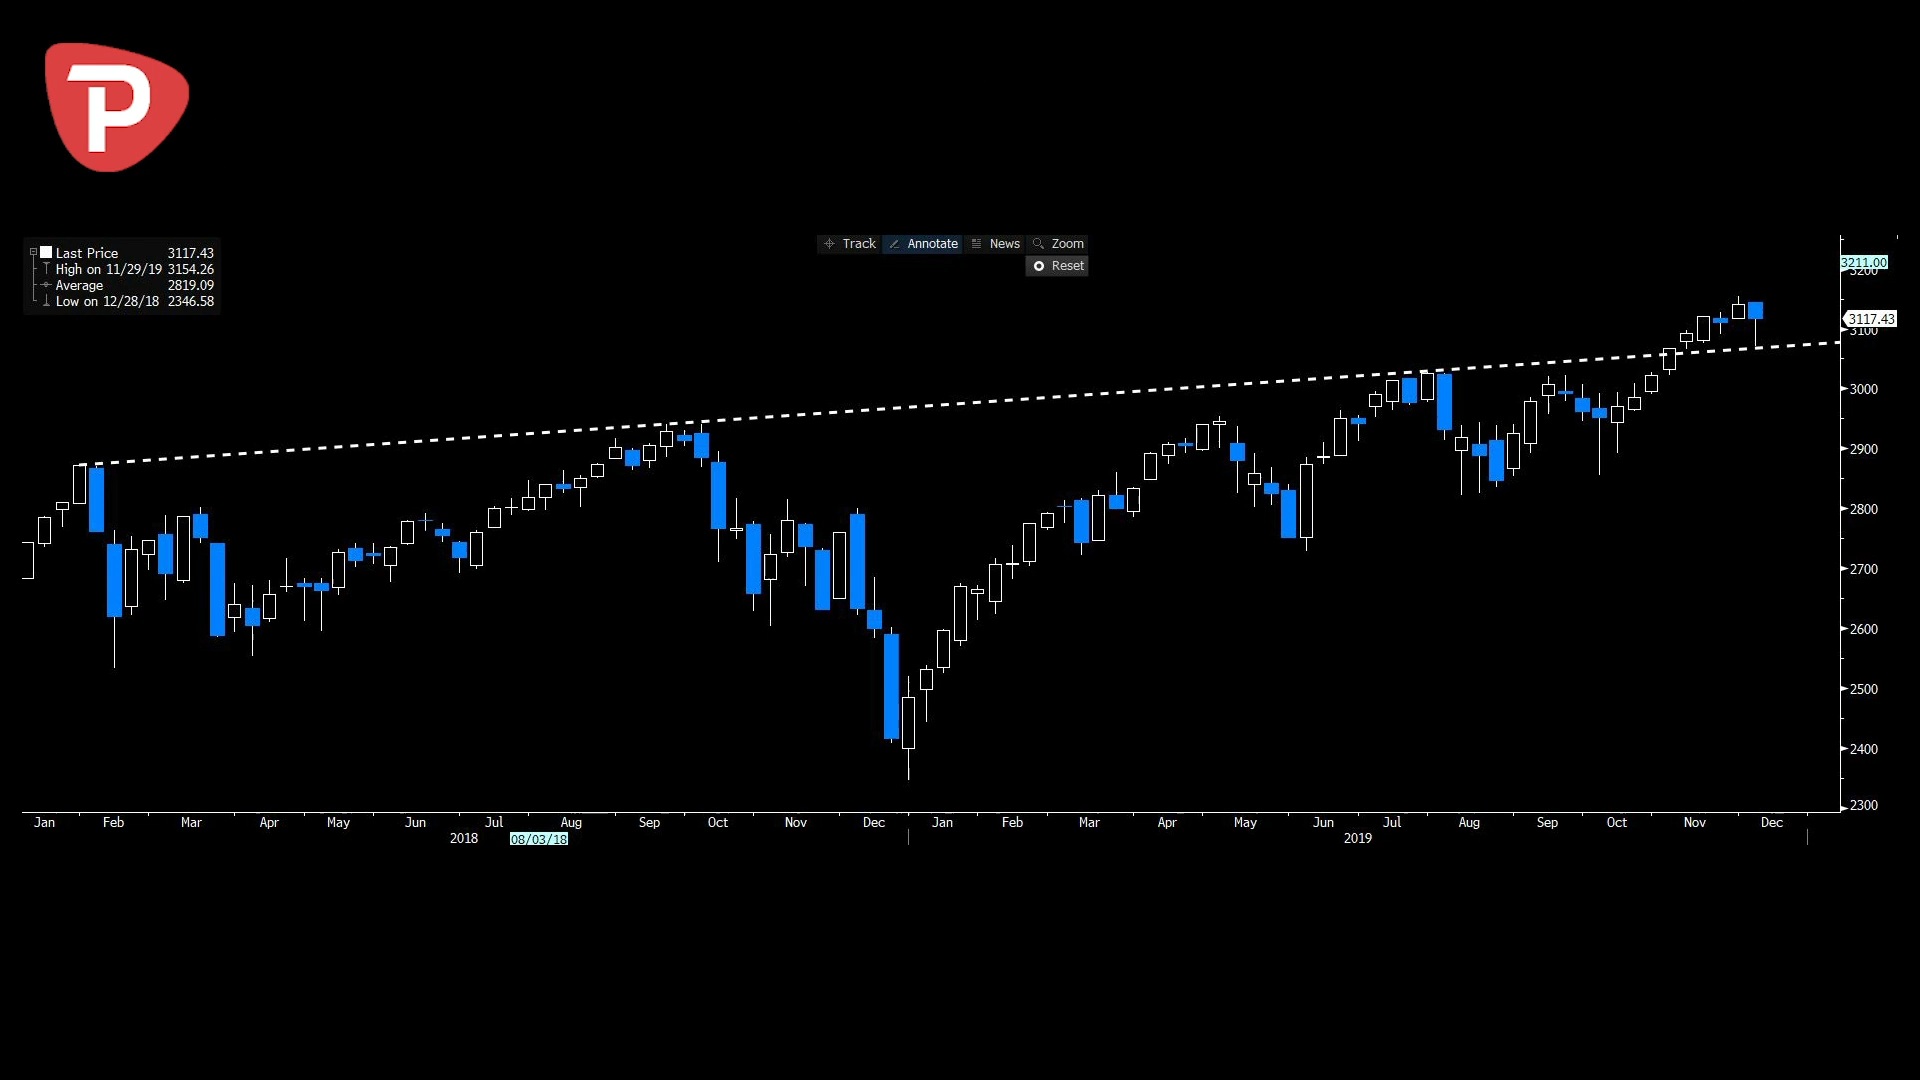 P
Track Annotate News Zoom
Reset
Last Price 3117.43
High on 11/29/19 3154.26
Average 2819.09
Low on 12/28/18 2346.58
3211.00
3200
3117.43
3100
3000
2900
2800
2700
2600
2500
2400
2300
Jan Feb Mar Apr May Jun Jul Aug Sep Oct Nov Dec Jan Feb Mar Apr May Jun Jul Aug Sep Oct Nov Dec
2018 08/03/18 2019